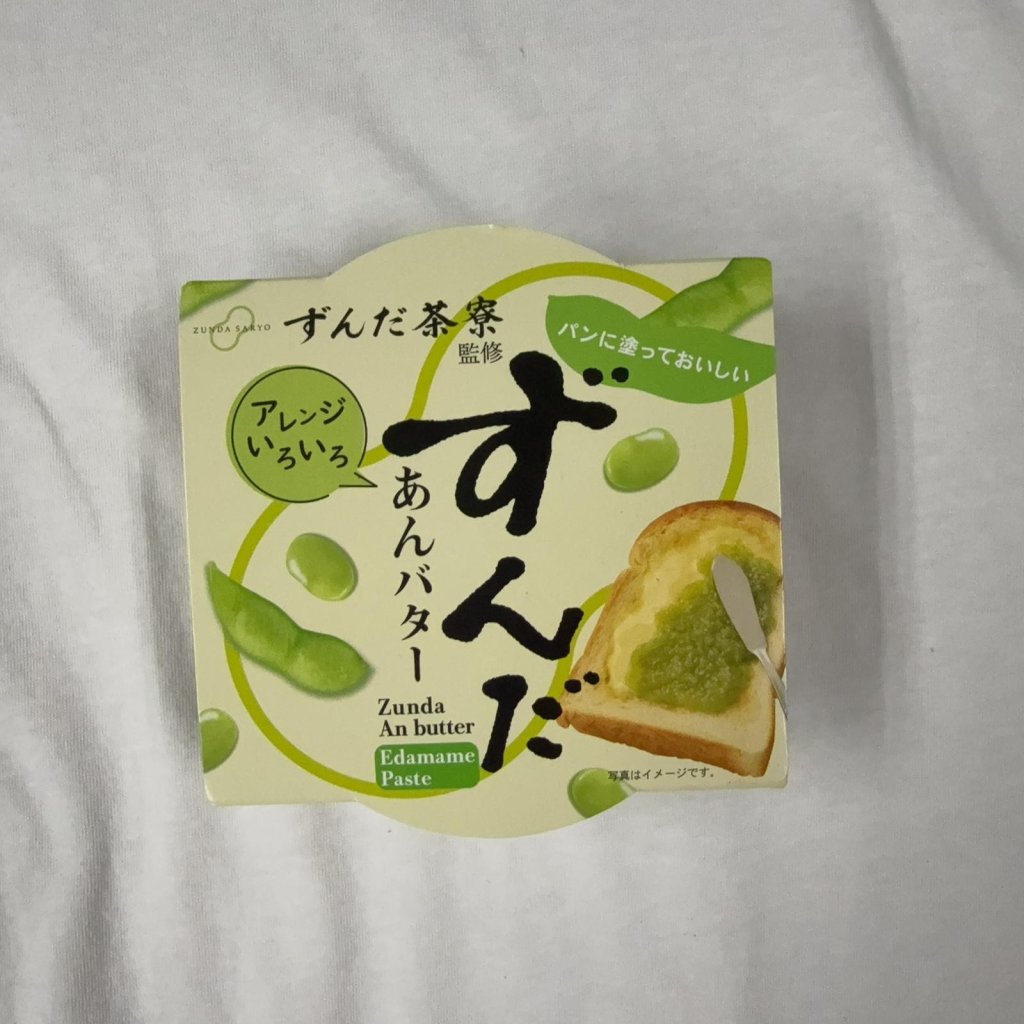 ZUNDA SARYO
ずんだ茶寮
監修
パンに塗っておいしい
アレンジ
いろいろ
ずんだ
あんバター
Zunda
An butter
Edamame
Paste
写真はイメージです。